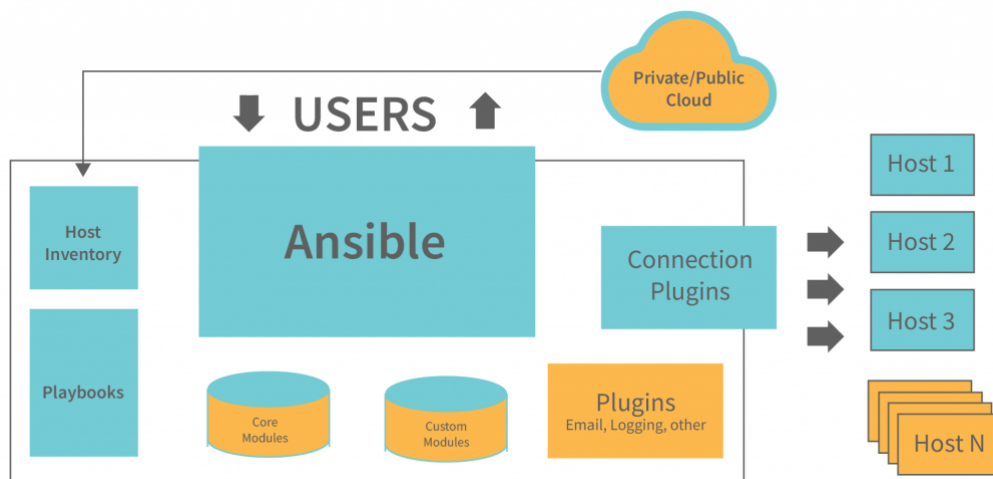 Private/Public
Cloud
USERS
Host 1
Host
Inventory
Ansible
Host 2
Connection
Plugins
Host 3
Playbooks
Core
Modules
Custom
Modules
Plugins
Email, Logging, other
Host N